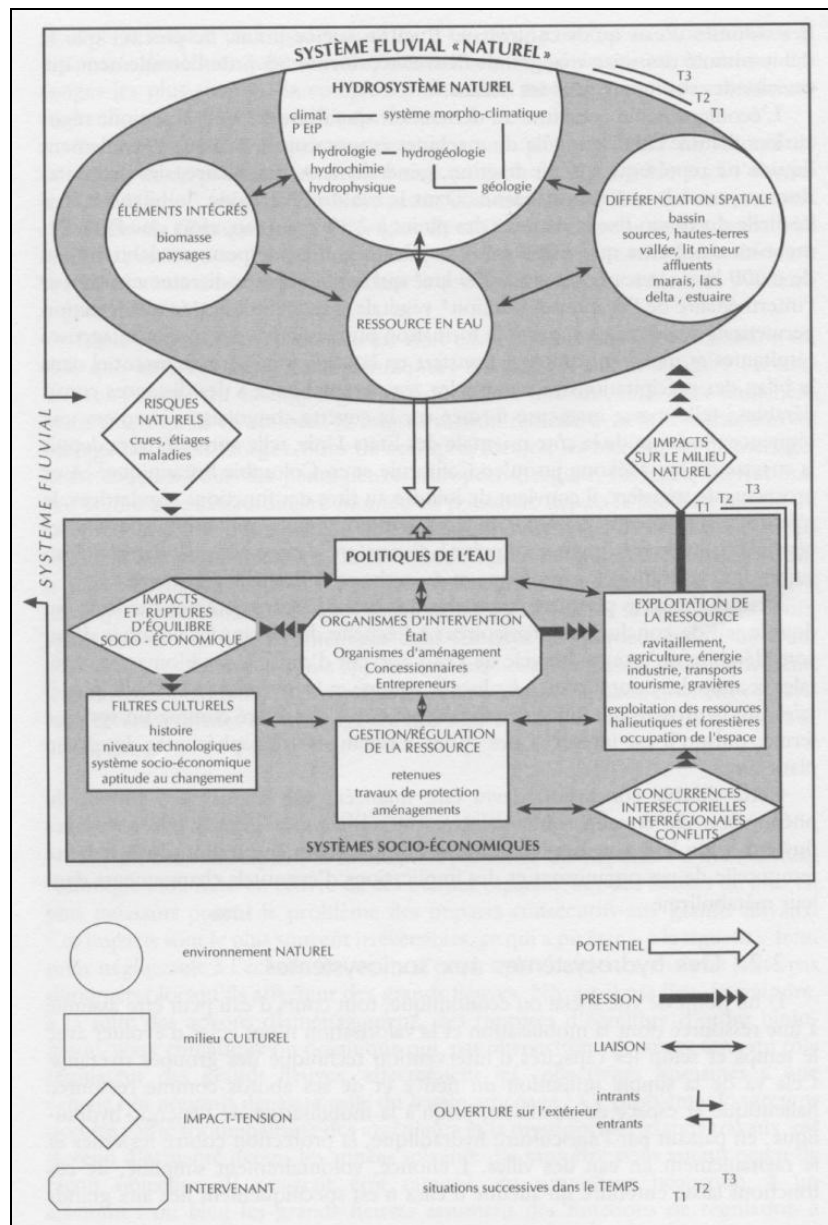 SYSTÈME FLUVIAL «NATUREL»
HYDROSYSTÈME NATUREL
T3
T2
T1
climat
P EtP
système morpho-climatique
hydrologie
hydrogéologie
hydrochimie
hydrophysique
géologie
ÉLÉMENTS INTÉGRÉS
biomasse
paysages
DIFFÉRENCIATION SPATIALE
bassin
sources, hautes-terres
vallée, lit mineur
affluents
marais, lacs
delta , estuaire
RESSOURCE EN EAU
SYSTEME FLUVIAL
RISQUES
NATURELS
crues, étiages
maladies
IMPACTS
SUR LE MILIEU
NATUREL
T1
T2
T3
POLITIQUES DE L'EAU
IMPACTS
ET RUPTURES
D'ÉQUILIBRE
SOCIO - ÉCONOMIQUE
ORGANISMES D'INTERVENTION
État
Organismes d'aménagement
Concessionnaires
Entrepreneurs
EXPLOITATION DE
LA RESSOURCE
ravitaillement,
agriculture, énergie
industrie, transports
tourisme, gravières
exploitation des ressources
halieutiques et forestières
occupation de l'espace
FILTRES CULTURELS
histoire
niveaux technologiques
système socio-économique
aptitude au changement
GESTION/RÉGULATION
DE LA RESSOURCE
retenues
travaux de protection
aménagements
CONCURRENCES
INTERSECTORIELLES
INTERRÉGIONALES
CONFLITS
SYSTÈMES SOCIO-ÉCONOMIQUES
environnement NATUREL
POTENTIEL
PRESSION
milieu CULTUREL
LIAISON
IMPACT-TENSION
OUVERTURE sur l'extérieur
intrants
entrants
INTERVENANT
situations successives dans le TEMPS
T1
T2
T3